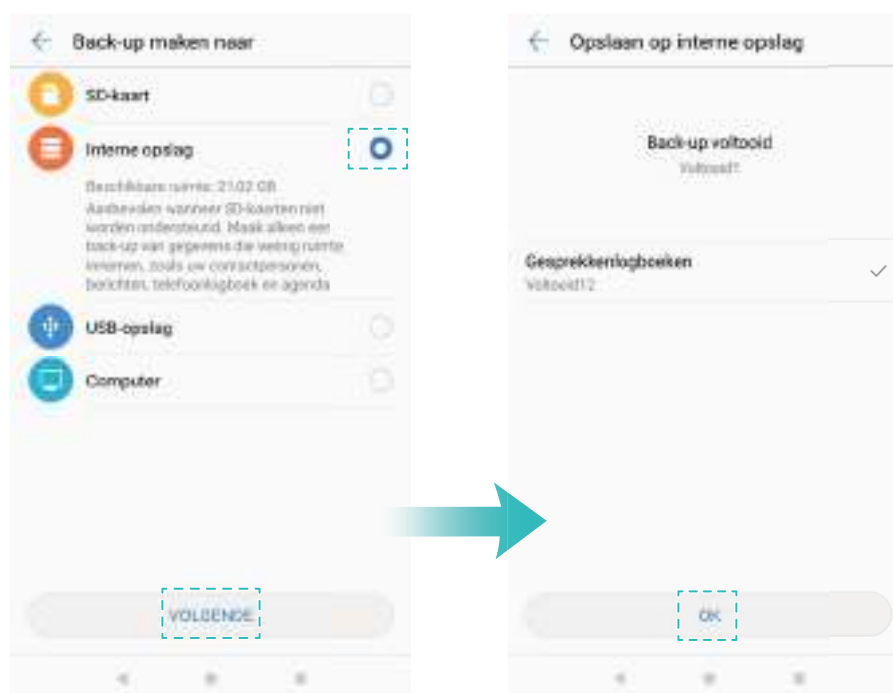 Back-up maken naar
SD-kaart
Interne opslag
Beschikbare ruimte: 21.02 GB
Aanbevolen wanneer SD-kaarten niet
worden ondersteund. Maak alleen een
back-up van gegevens die weinig ruimte
innemen, zoals uw contactpersonen,
berichten, telefoonlogboek en agenda
USB-opslag
Computer
VOLGENDE
Opslaan op interne opslag
Back-up voltooid
Voltooid1
Gesprekkenlogboeken
Voltooid12
OK